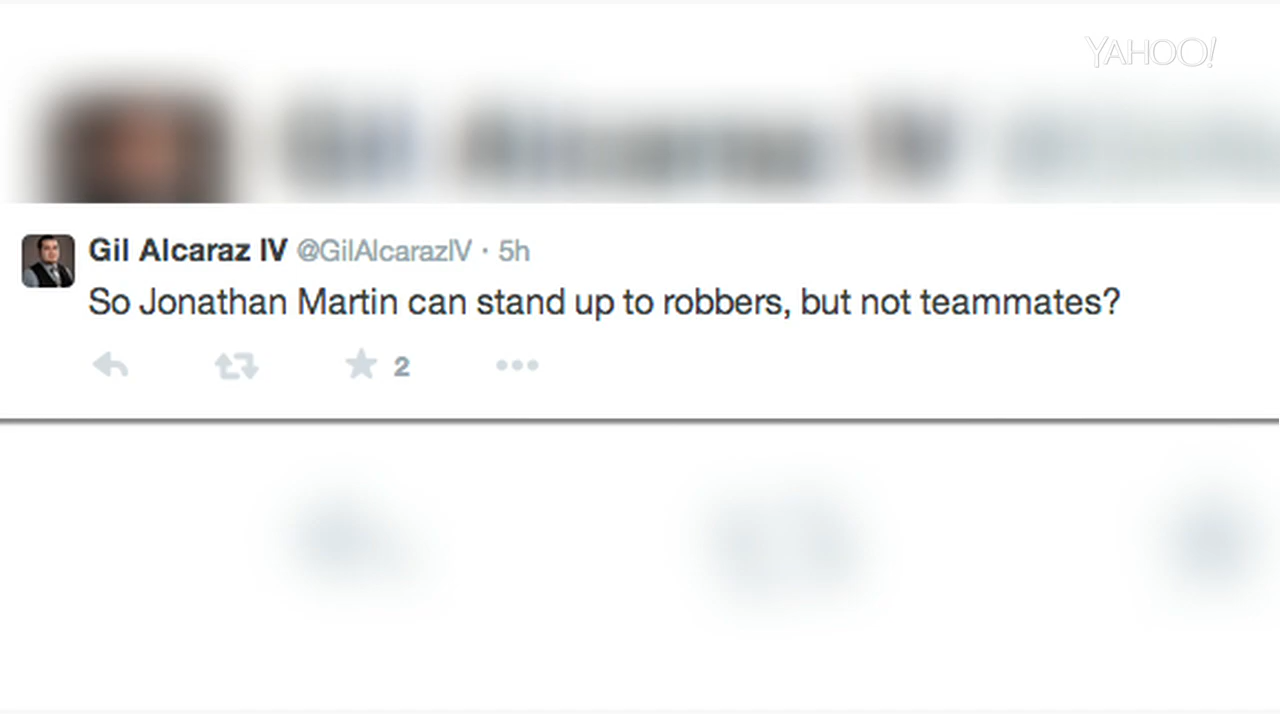 YAHOO!
Gil Alcaraz IV @GilAlcarazIV · 5h
So Jonathan Martin can stand up to robbers, but not teammates?
2